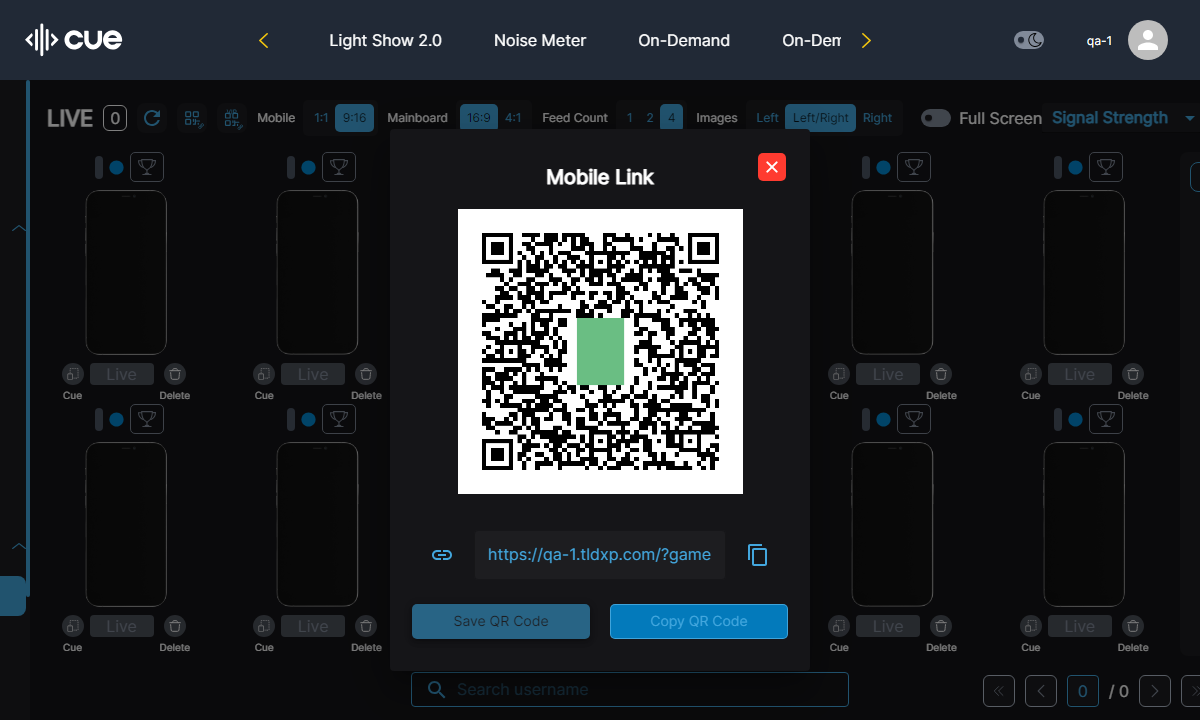 cue
Light Show 2.0
Noise Meter
On-Demand
On-Dem
qa-1
LIVE 0
Mobile 1:1 9:16 Mainboard 16:9 4:1 Feed Count 1 2 4 Images Left Left/Right Right Full Screen Signal Strength
Mobile Link
Live Live Live Live
Cue Delete Cue Delete Cue Delete Cue Delete
https://qa-1.tldxp.com/?game
Save QR Code Copy QR Code
Live Live Live Live
Cue Delete Cue Delete Cue Delete Cue Delete
Search username
0 / 0